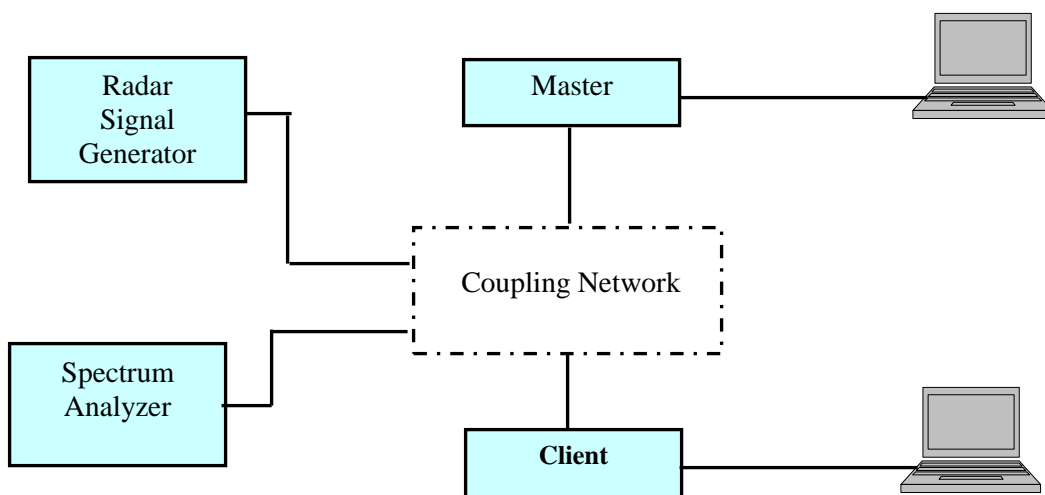 Radar
Signal
Generator
Master
Coupling Network
Spectrum
Analyzer
Client